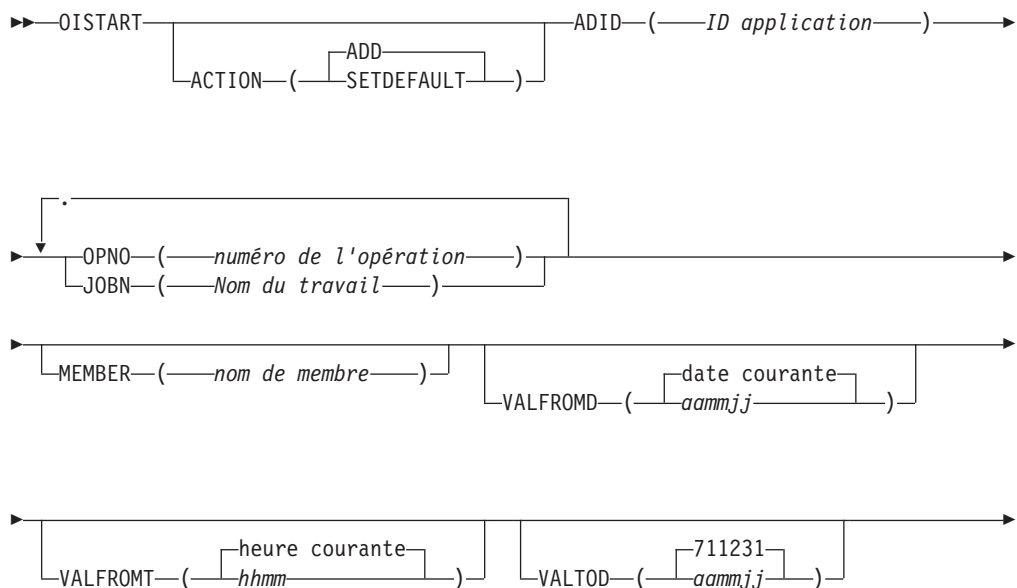 OISTART ADID ( ID application )
ADD
ACTION ( SETDEFAULT )
.
OPNO ( numéro de l'opération )
JOBN ( Nom du travail )
MEMBER ( nom de membre ) date courante
VALFROMD ( aammjj )
heure courante 711231
VALFROMT ( hhmm ) VALTOD ( aammjj )